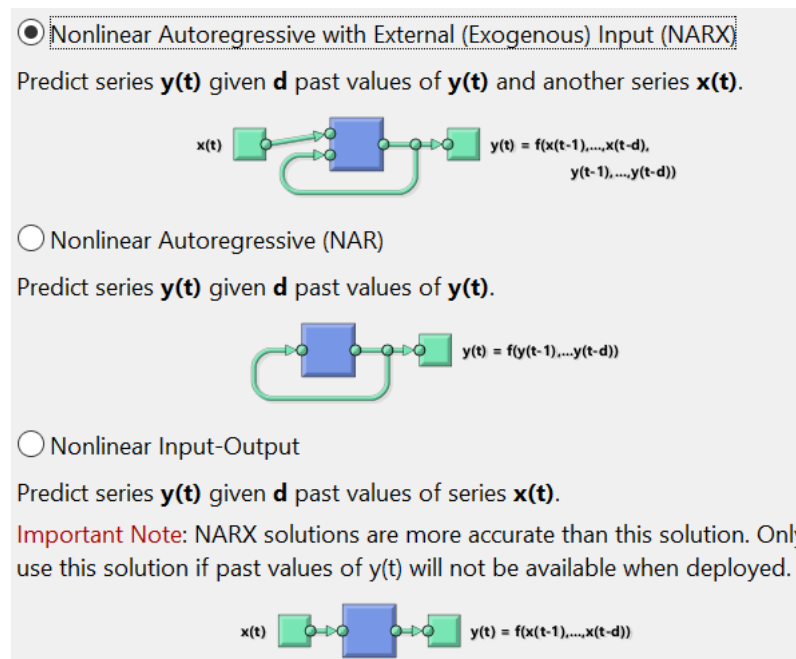 Nonlinear Autoregressive with External (Exogenous) Input (NARX)
Predict series y(t) given d past values of y(t) and another series x(t).
x(t)
y(t) = f(x(t-1),...,x(t-d),
y(t-1),...,y(t-d))
Nonlinear Autoregressive (NAR)
Predict series y(t) given d past values of y(t).
y(t) = f(y(t-1),...y(t-d))
Nonlinear Input-Output
Predict series y(t) given d past values of series x(t).
Important Note: NARX solutions are more accurate than this solution. Only
use this solution if past values of y(t) will not be available when deployed.
x(t)
y(t) = f(x(t-1),...,x(t-d))